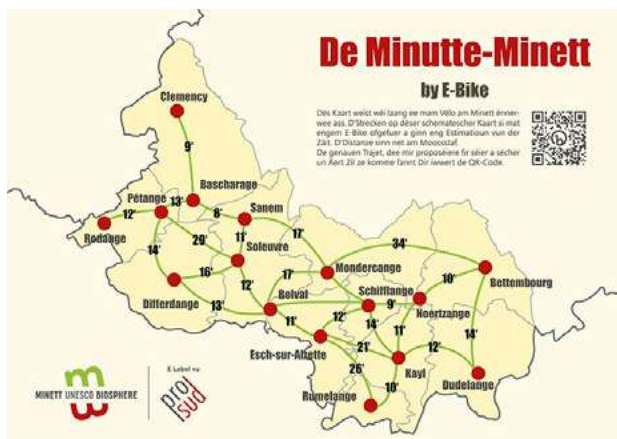 De Minutte-Minett
by E-Bike
Dës Kaart weist wéi laang ee mam Vëlo am Minett ënner-
wee ass. D'Strecken op dëser schematescher Kaart si mat
engem E-Bike ofgefuer a ginn eng Estimatioun vun der
Zäit. D'Distanze sinn net am Moossstaf.
De genauen Trajet, dee mir proposéiere fir séier a sécher
un Äert Zil ze komme fannt Dir iwwert de QR-Code.
Clemency
9'
Bascharage
Pétange
13'
12'
8'
Sanem
Rodange
29'
11'
17'
34'
14'
Soleuvre
16'
17'
Mondercange
Bettembourg
Differdange
12'
Belval
Schifflange
10'
13'
9'
Noertzange
11'
12'
14'
11'
14'
Esch-sur-Alzette
21'
12'
26'
Kayl
Dudelange
Rumelange
10'
MINETT UNESCO BIOSPHERE
E Label vu
pro
sud